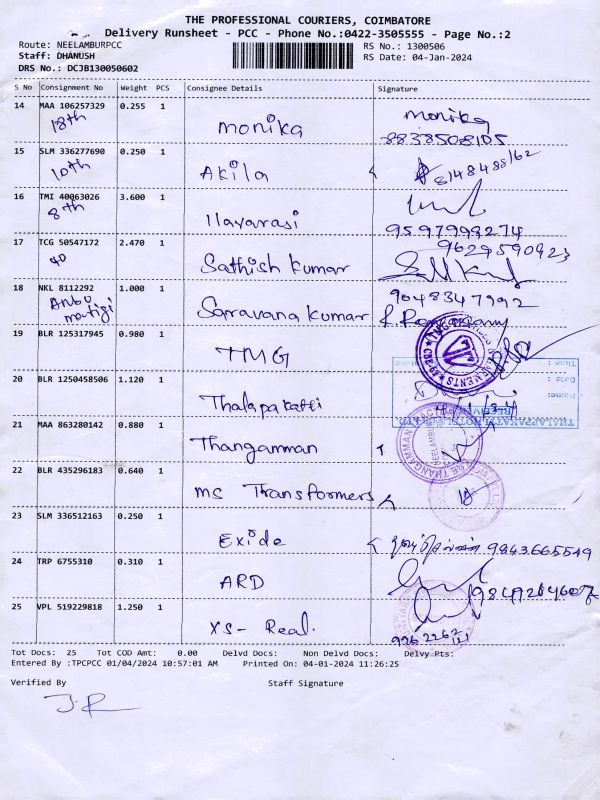 THE PROFESSIONAL COURIERS, COIMBATORE
Delivery Runsheet - PCC - Phone No.:0422-3505555 - Page No.:2
Route: NEELAMBURPCC RS No.: 1300506
Staff: DHANUSH RS Date: 04-Jan-2024
DRS No.: DCJB130050602
S No Consignment No Weight PCS Consignee Details Signature
14 MAA 106257329 0.255 1 monika monika
18th 8838508105
15 SLM 336277690 0.250 1 Akila
10th 8148488162
16 TMI 40063026 3.600 1 Ilavarasi
8th 9597999274
17 TCG 50547172 2.470 1 Sathish kumar 9629590923
18 NKL 8112292 1.000 1 Saravana kumar 9048347992
19 BLR 125317945 0.980 1 TMG
20 BLR 1250458506 1.120 1 Thalapakatti
Time :
Date :
Name:
21 MAA 863280142 0.880 1 Thangamman
22 BLR 435296183 0.640 1 MS Transformers
23 SLM 336512163 0.250 1 Exide 9843665549
24 TRP 6755310 0.310 1 ARD
25 VPL 519229818 1.250 1 XS- Real.
Tot Docs: 25 Tot COD Amt: 0.00 Delvd Docs: Non Delvd Docs: Delvy Pts:
Entered By :TPCPCC 01/04/2024 10:57:01 AM Printed On: 04-01-2024 11:26:25
Verified By Staff Signature